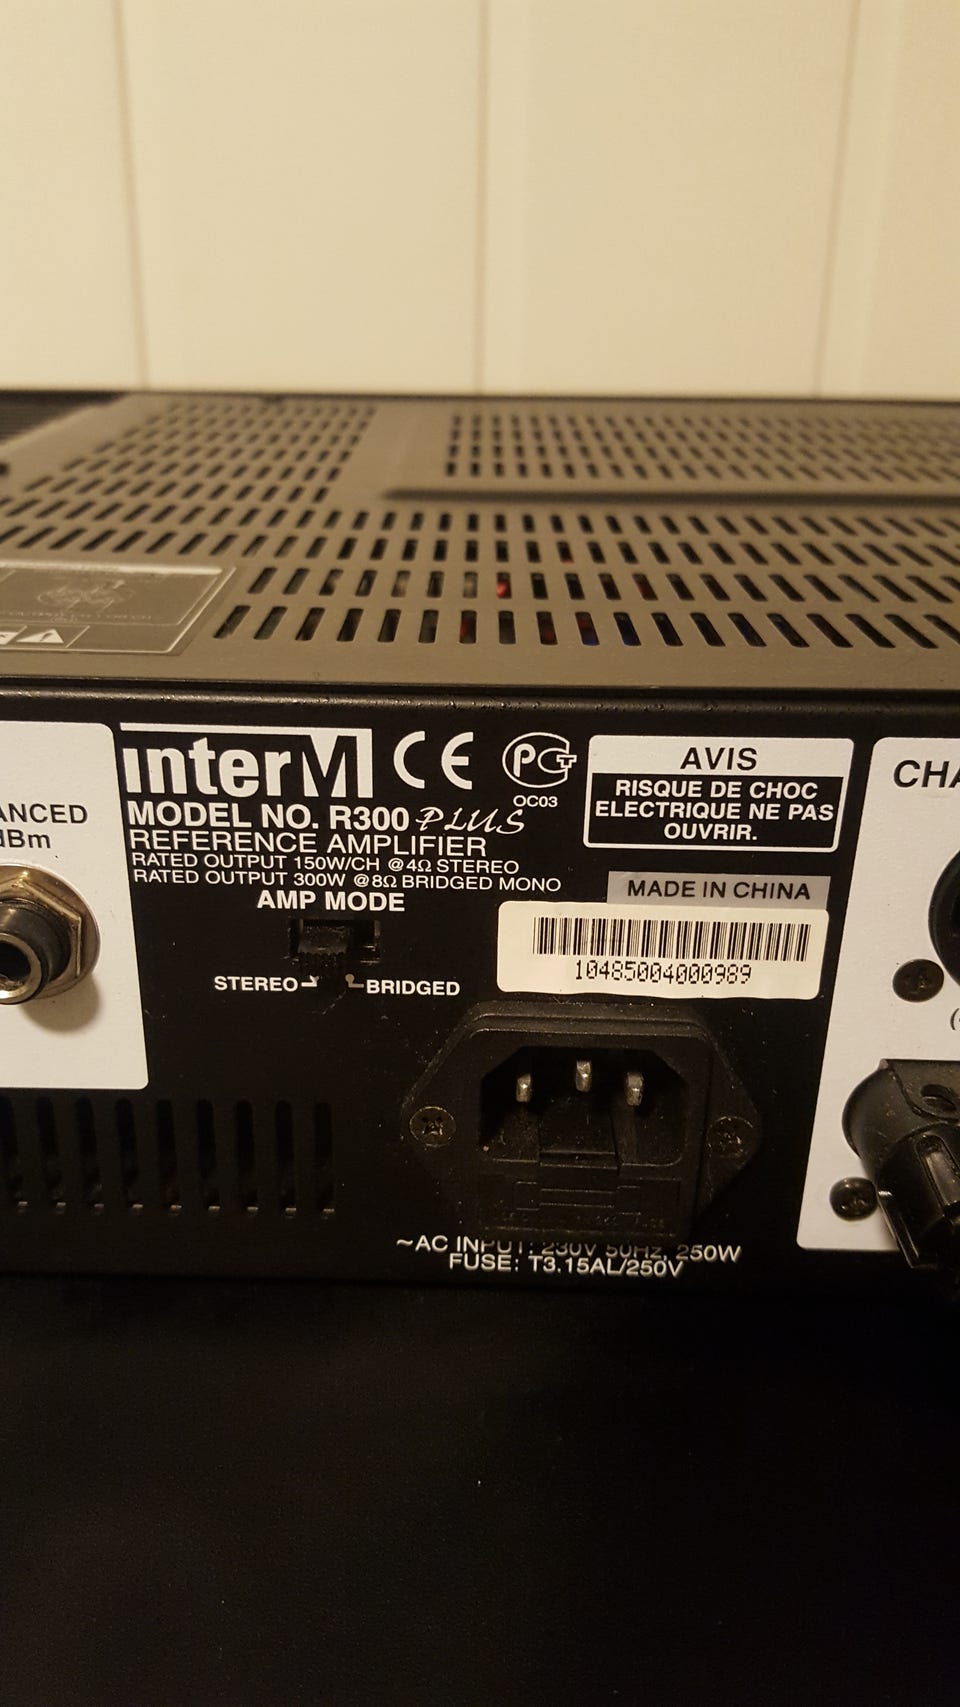 ANCED
dBm
interM
CE
PCT
OC03
MODEL NO. R300 PLUS
REFERENCE AMPLIFIER
RATED OUTPUT 150W/CH @4Ω STEREO
RATED OUTPUT 300W @8Ω BRIDGED MONO
AMP MODE
STEREO
BRIDGED
AVIS
RISQUE DE CHOC
ELECTRIQUE NE PAS
OUVRIR.
MADE IN CHINA
10485004000989
CHA
~AC INPUT: 230V 50Hz, 250W
FUSE: T3.15AL/250V